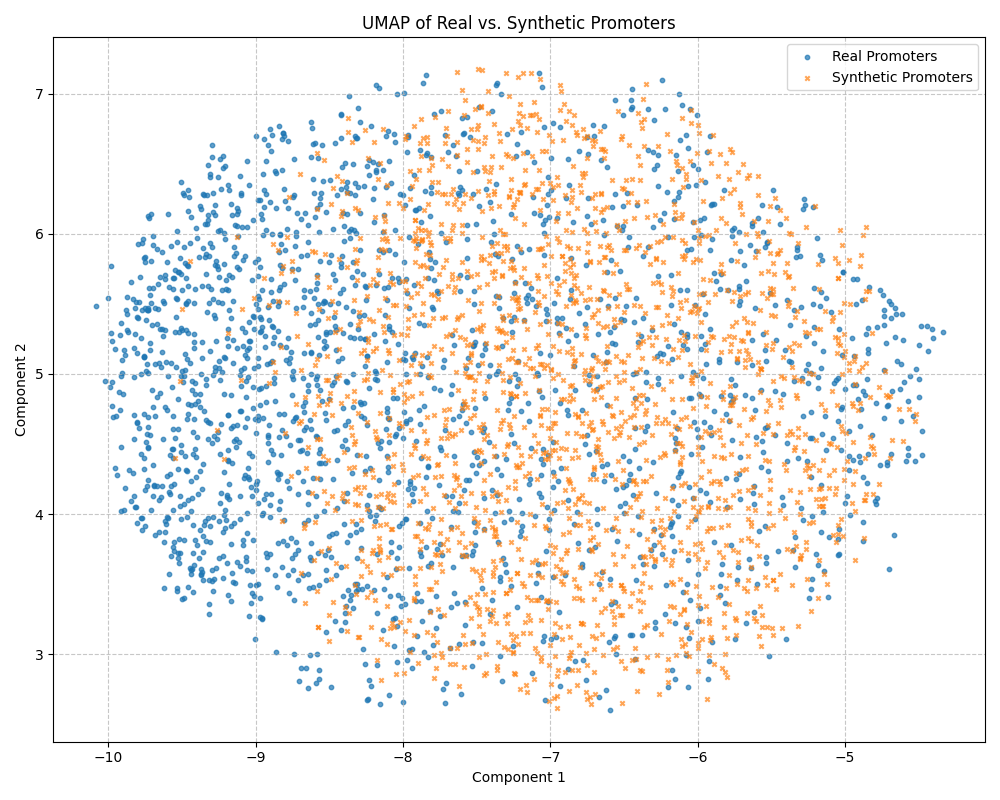 UMAP of Real vs. Synthetic Promoters
Real Promoters
Synthetic Promoters
7
6
5
4
3
Component 2
−10
−9
−8
−7
−6
−5
Component 1